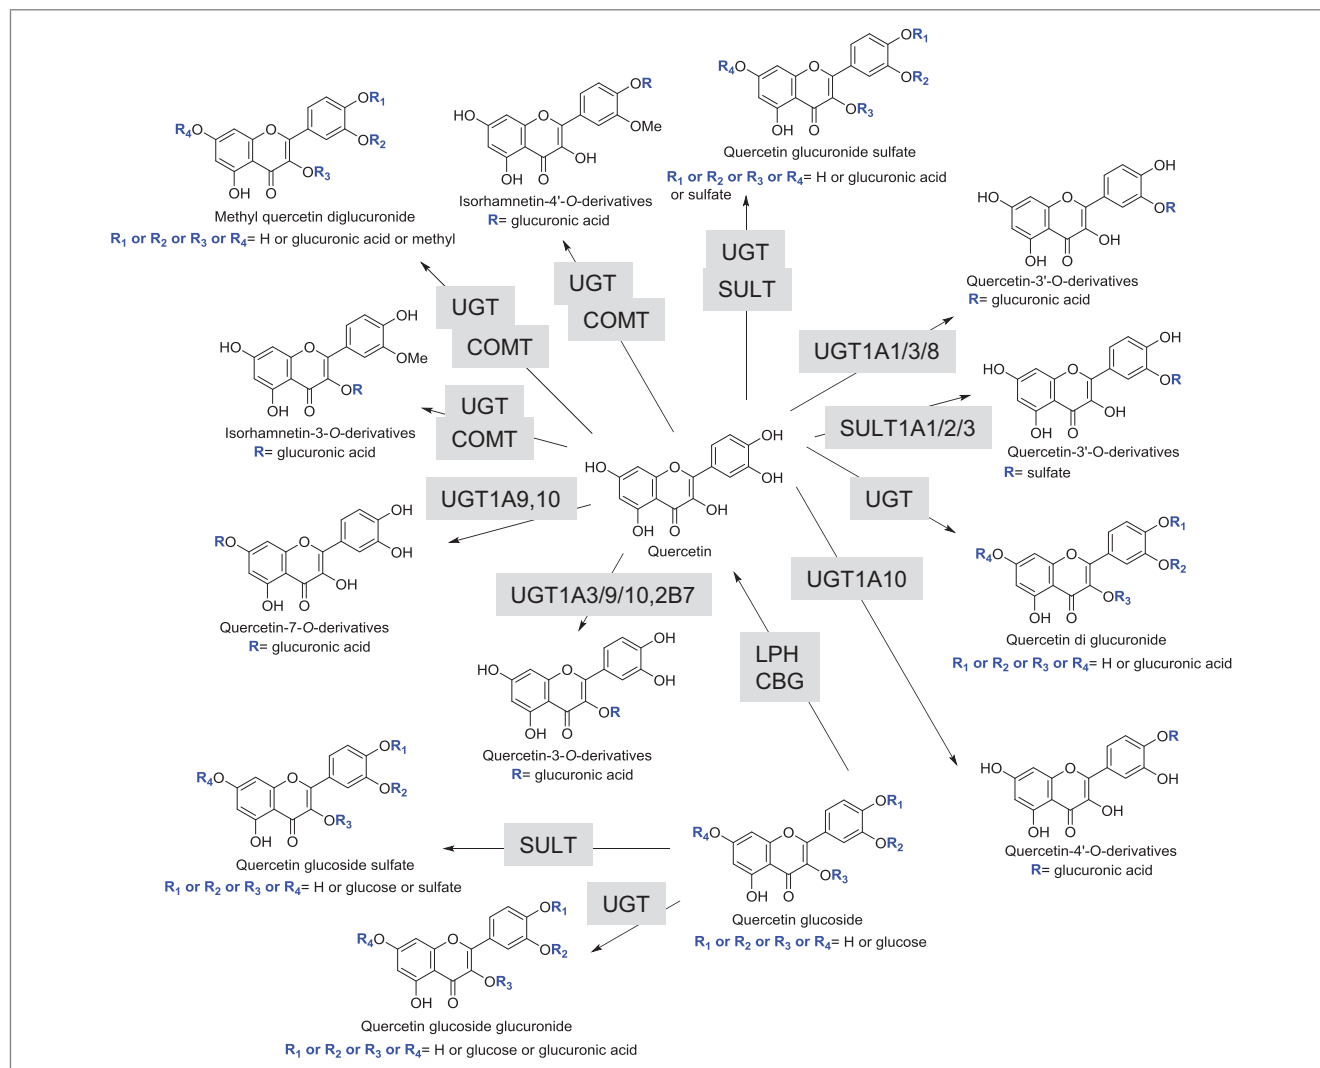 OR1
R4O
O
OR2
OR3
OH
O
Quercetin glucuronide sulfate
R1 or R2 or R3 or R4= H or glucuronic acid
or sulfate
OR
HO
O
OMe
OH
OH
O
Isorhamnetin-4'-O-derivatives
R= glucuronic acid
OR1
R4O
O
OR2
OR3
OH
O
Methyl quercetin diglucuronide
R1 or R2 or R3 or R4= H or glucuronic acid or methyl
OH
HO
O
OR
OH
OH
O
Quercetin-3'-O-derivatives
R= glucuronic acid
UGT
SULT
UGT
COMT
UGT
COMT
UGT1A1/3/8
OH
HO
O
OMe
OR
OH
O
Isorhamnetin-3-O-derivatives
R= glucuronic acid
UGT
COMT
SULT1A1/2/3
OH
HO
O
OR
OH
OH
O
Quercetin-3'-O-derivatives
R= sulfate
OH
HO
O
OH
OH
OH
O
Quercetin
UGT1A9,10
UGT
OH
RO
O
OH
OH
OH
O
Quercetin-7-O-derivatives
R= glucuronic acid
OR1
R4O
O
OR2
OR3
OH
O
Quercetin di glucuronide
R1 or R2 or R3 or R4= H or glucuronic acid
UGT1A3/9/10,2B7
UGT1A10
LPH
CBG
OH
HO
O
OH
OR
OH
O
Quercetin-3-O-derivatives
R= glucuronic acid
OR
HO
O
OH
OH
OH
O
Quercetin-4'-O-derivatives
R= glucuronic acid
OR1
R4O
O
OR2
OR3
OH
O
Quercetin glucoside sulfate
R1 or R2 or R3 or R4= H or glucose or sulfate
SULT
OR1
R4O
O
OR2
OR3
OH
O
Quercetin glucoside
R1 or R2 or R3 or R4= H or glucose
UGT
OR1
R4O
O
OR2
OR3
OH
O
Quercetin glucoside glucuronide
R1 or R2 or R3 or R4= H or glucose or glucuronic acid